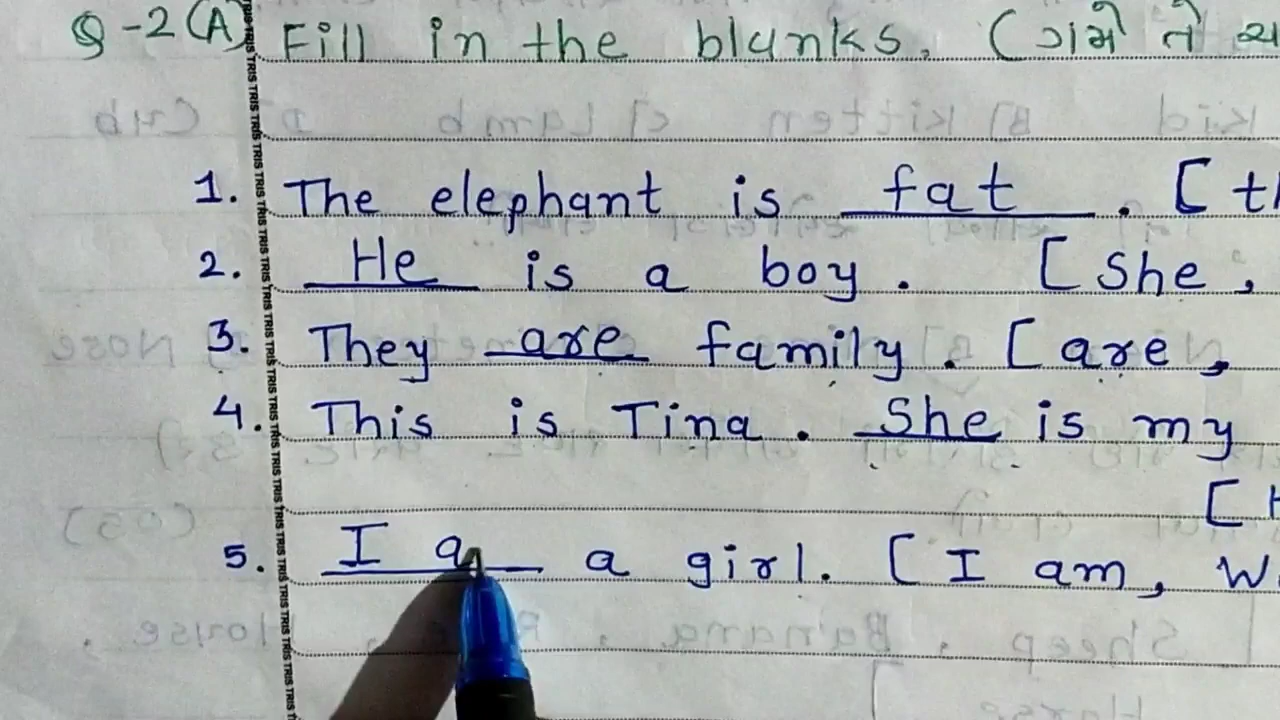 Q-2(A) Fill in the blanks. (ગમે તે
1. The elephant is fat. [
2. He is a boy. [She,
3. They are family. [are,
4. This is Tina. She is my
[
5. I a a girl. [I am,